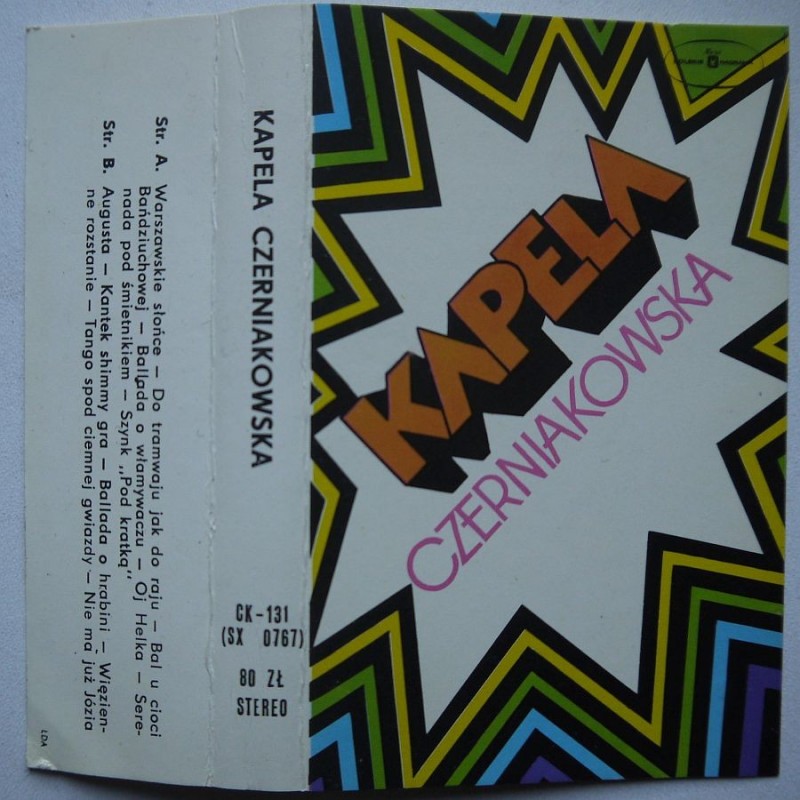 Str. A. Warszawskie słońce – Do tramwaju jak do raju – Bal u cioci
Bańdziuchowej – Ballada o włamywaczu – Oj Helka – Sere-
nada pod śmietnikiem – Szynk „Pod kratką"
Str. B. Augusta – Kantek shimmy gra – Ballada o hrabini – Więzien-
ne rozstanie – Tango spod ciemnej gwiazdy – Nie ma już Józia
LDA
KAPELA CZERNIAKOWSKA
CK-131
(SX 0767)
80 ZŁ
STEREO
KAPELA
CZERNIAKOWSKA